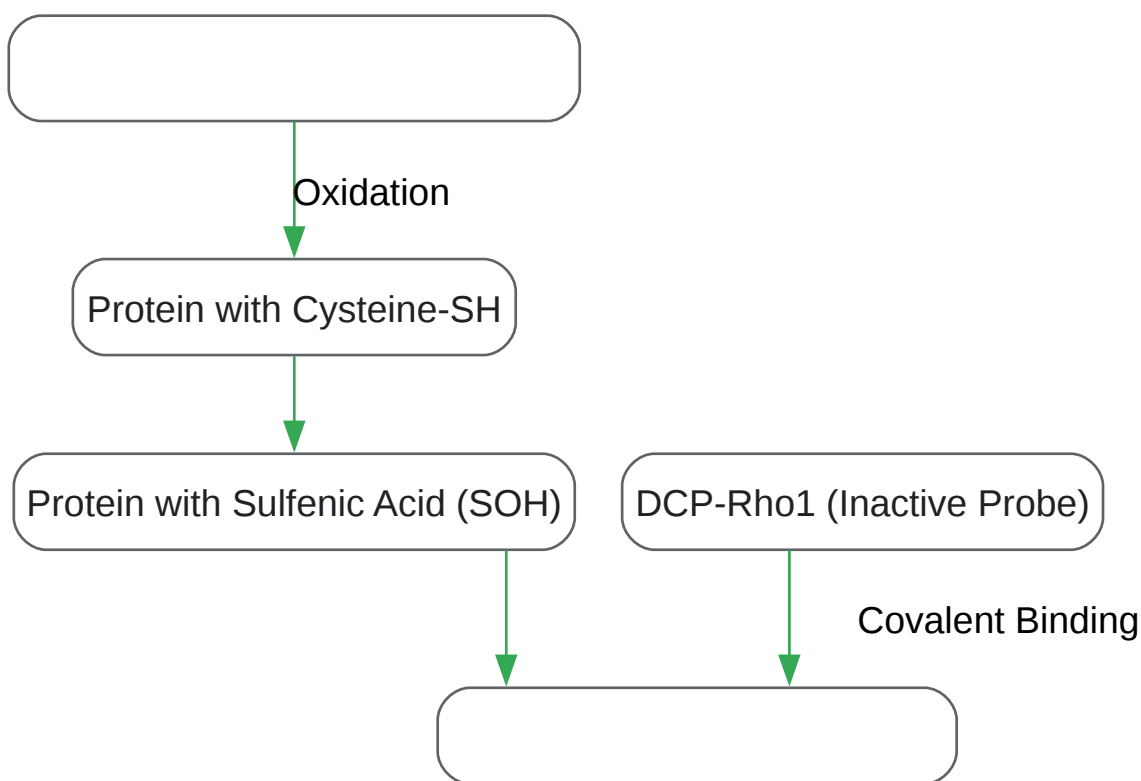 Oxidation
Protein with Cysteine-SH
Protein with Sulfenic Acid (SOH)
DCP-Rho1 (Inactive Probe)
Covalent Binding